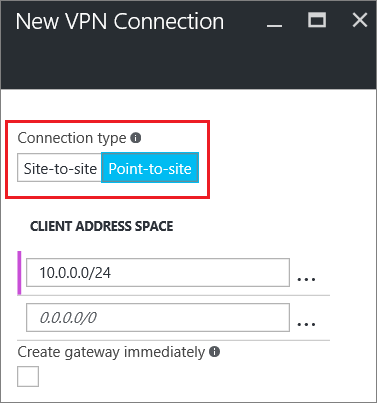 New VPN Connection
Connection type
Site-to-site Point-to-site
CLIENT ADDRESS SPACE
10.0.0.0/24 ...
0.0.0.0/0 ...
Create gateway immediately